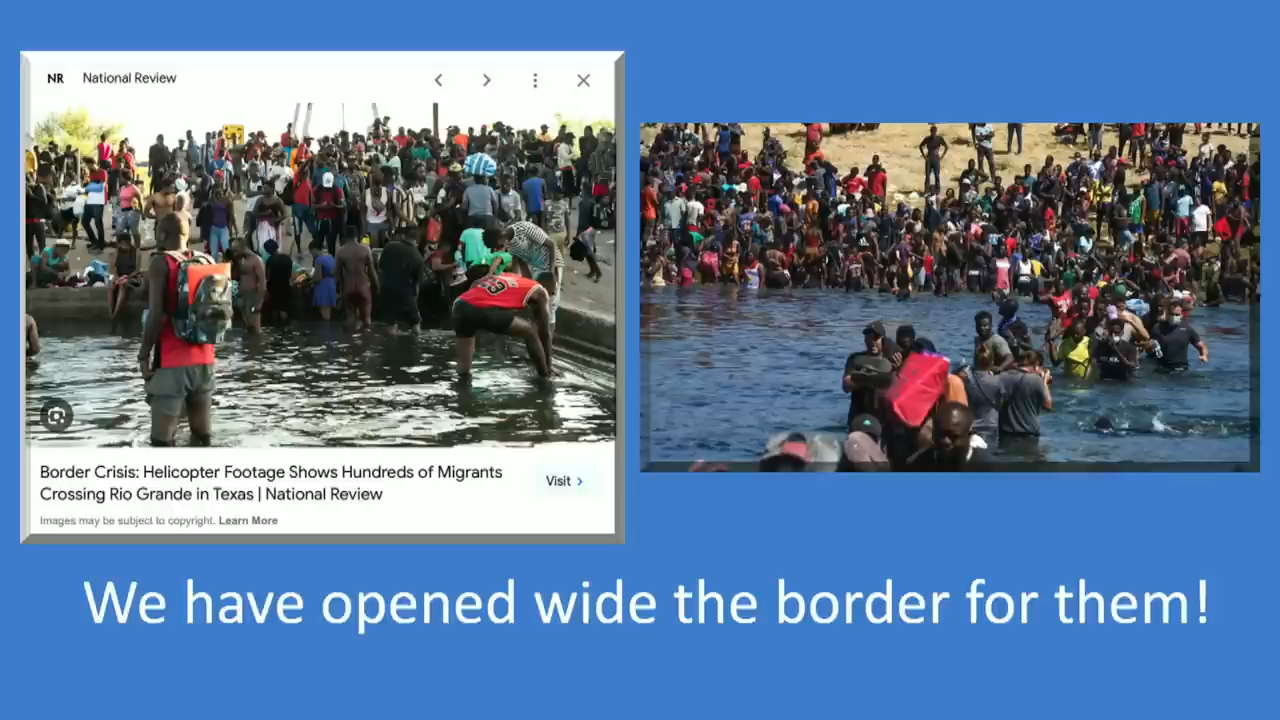 NR National Review
Border Crisis: Helicopter Footage Shows Hundreds of Migrants
Crossing Rio Grande in Texas | National Review
Visit >
Images may be subject to copyright. Learn More
We have opened wide the border for them!